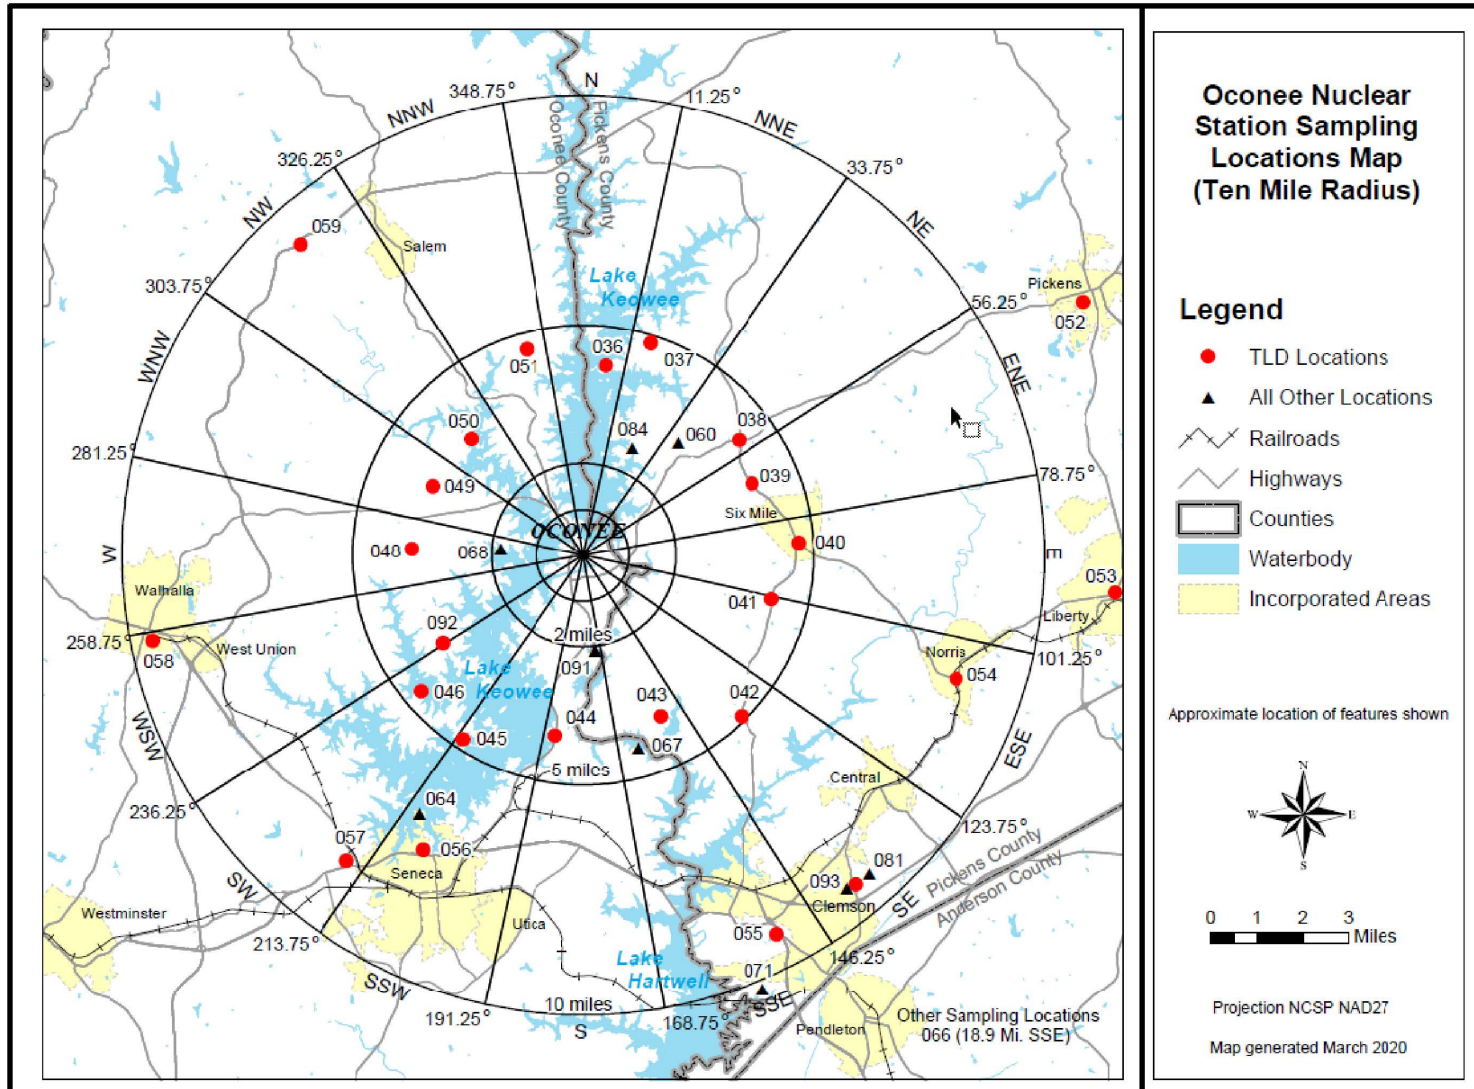 N
348.75°
11.25°
NNW
NNE
Oconee County
Pickens County
326.25°
33.75°
NW
NE
059
Salem
Lake
Keowee
Pickens
303.75°
56.25°
052
036
037
051
WNW
ENE
050
084
060
038
281.25°
78.75°
049
039
Six Mile
OCONEE
048
068
040
W
E
053
Walhalla
041
Liberty
092
2 miles
258.75°
West Union
058
091
Norris
101.25°
Lake
Keowee
054
046
043
042
044
WSW
045
067
ESE
5 miles
Central
064
236.25°
123.75°
057
056
Pickens County
Anderson County
Seneca
081
093
SW
Clemson
SE
Westminster
Utica
055
213.75°
146.25°
Lake
Hartwell
071
SSW
10 miles
SSE
191.25°
168.75°
S
Pendleton
Other Sampling Locations
066 (18.9 Mi. SSE)
Oconee Nuclear
Station Sampling
Locations Map
(Ten Mile Radius)
Legend
TLD Locations
All Other Locations
Railroads
Highways
Counties
Waterbody
Incorporated Areas
Approximate location of features shown
N
W E
S
0 1 2 3
Miles
Projection NCSP NAD27
Map generated March 2020